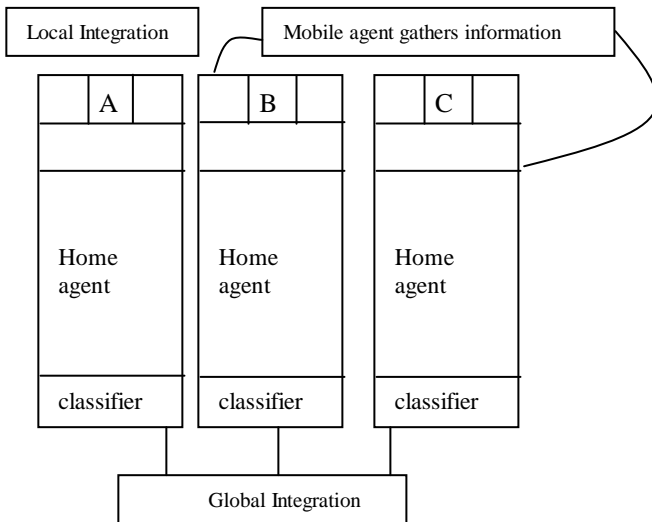 Local Integration
Mobile agent gathers information
A
B
C
Home
agent
Home
agent
Home
agent
classifier
classifier
classifier
Global Integration